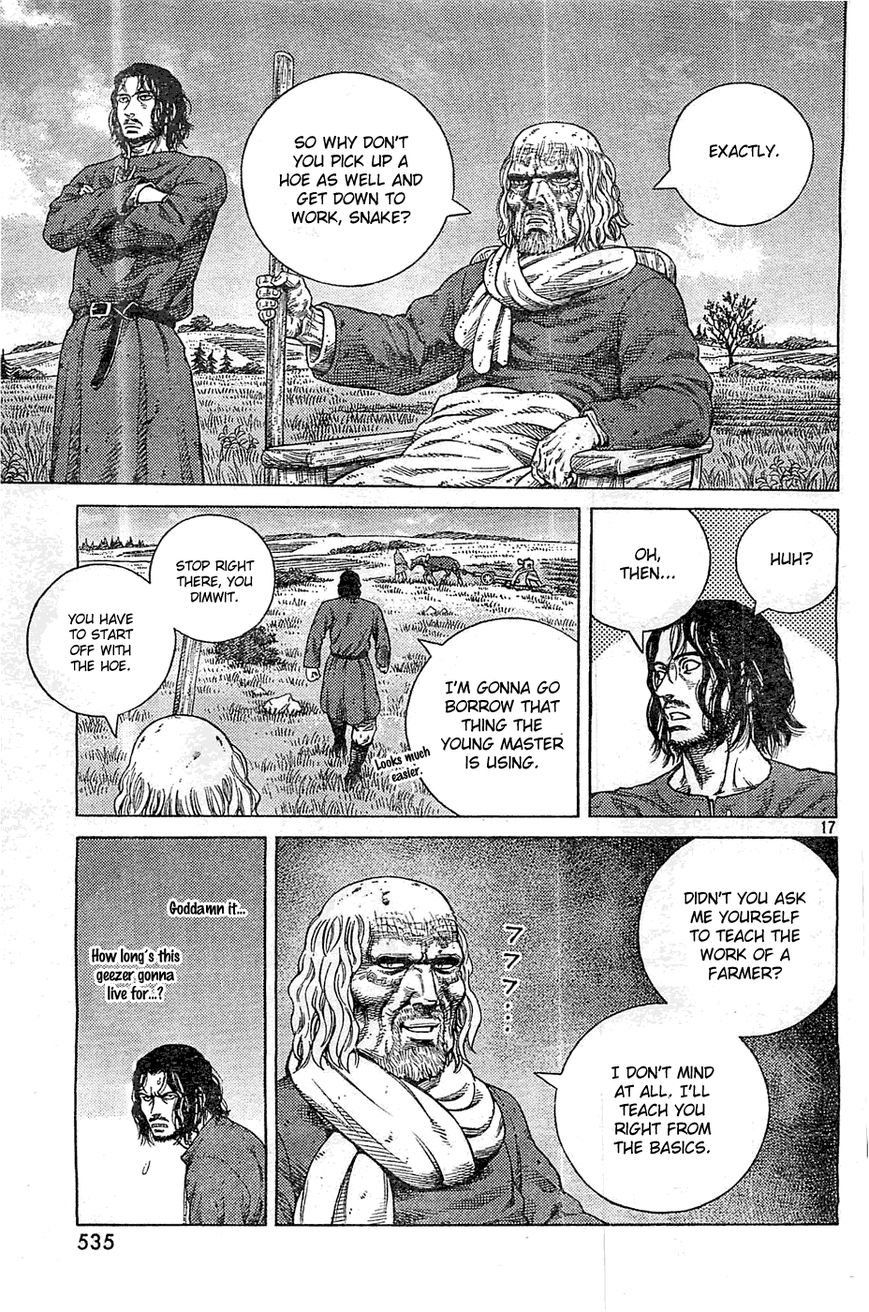 EXACTLY.
SO WHY DON'T
YOU PICK UP A
HOE AS WELL AND
GET DOWN TO
WORK, SNAKE?
HUH?
OH,
THEN...
I'M GONNA GO
BORROW THAT
THING THE
YOUNG MASTER
IS USING.
Looks much
easier.
STOP RIGHT
THERE, YOU
DIMWIT.
YOU HAVE
TO START
OFF WITH
THE HOE.
17
DIDN'T YOU ASK
ME YOURSELF
TO TEACH THE
WORK OF A
FARMER?
I DON'T MIND
AT ALL. I'LL
TEACH YOU
RIGHT FROM
THE BASICS.
フフフ...
Goddamn it...
How long's this
geezer gonna
live for...?
535